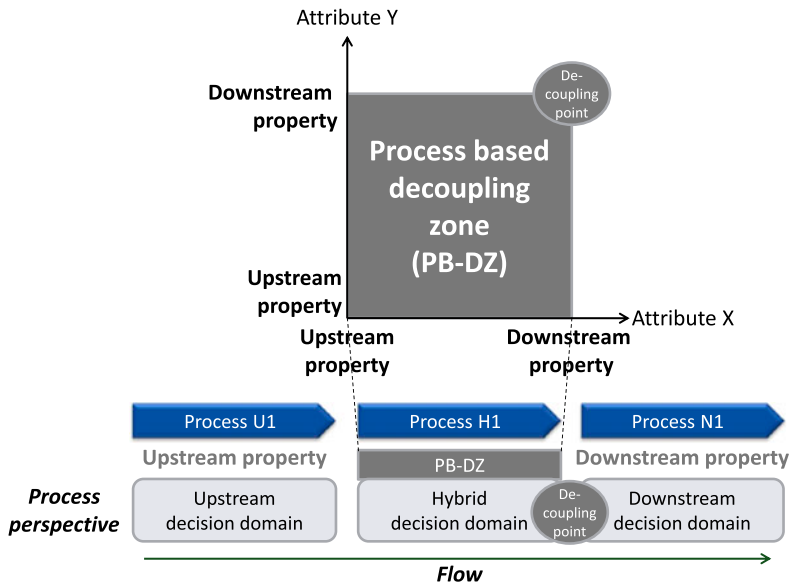 Attribute Y
De-
coupling
point
Downstream
property
Process based
decoupling
zone
(PB-DZ)
Upstream
property
Attribute X
Upstream
property
Downstream
property
Process U1
Process H1
Process N1
Upstream property
PB-DZ
Downstream property
Process
perspective
Upstream
decision domain
Hybrid
decision domain
De-
coupling
point
Downstream
decision domain
Flow